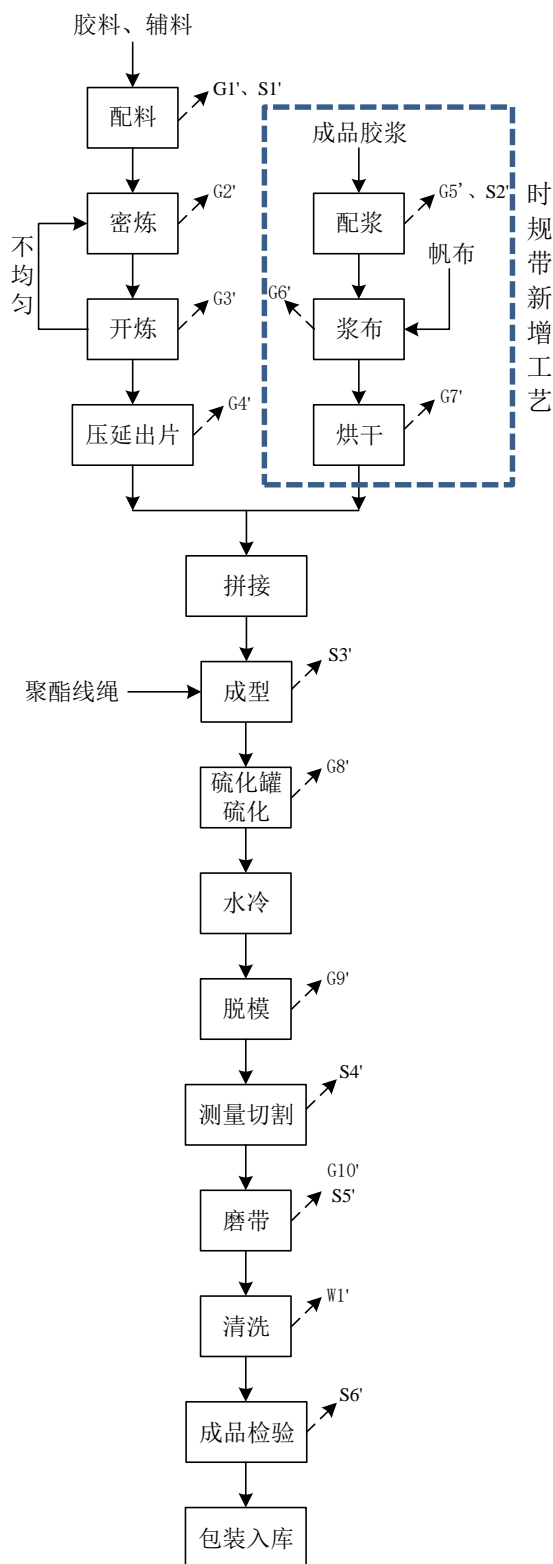 胶料、辅料
配料
G1'、S1'
密炼
G2'
不均匀
开炼
G3'
压延出片
G4'
成品胶浆
配浆
G5'、S2'
帆布
浆布
G6'
烘干
G7'
时规带新增工艺
拼接
聚酯线绳
成型
S3'
硫化罐
硫化
G8'
水冷
脱模
G9'
测量切割
S4'
磨带
G10'
S5'
清洗
W1'
成品检验
S6'
包装入库